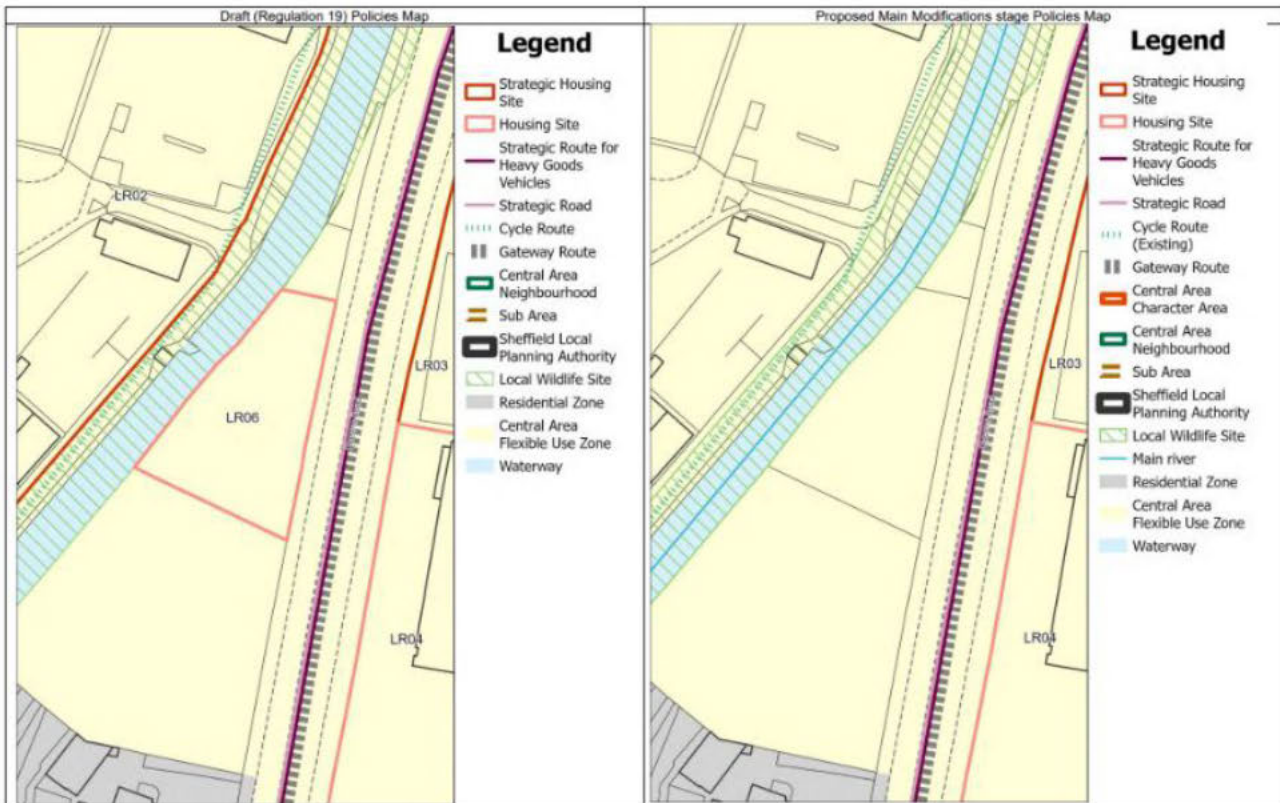 Draft (Regulation 19) Policies Map
Legend
Strategic Housing
Site
Housing Site
Strategic Route for
Heavy Goods
Vehicles
Strategic Road
Cycle Route
Gateway Route
Central Area
Neighbourhood
Sub Area
Sheffield Local
Planning Authority
Local Wildlife Site
Residential Zone
Central Area
Flexible Use Zone
Waterway
LR02
LR03
LR06
LR04
Proposed Main Modifications stage Policies Map
Legend
Strategic Housing
Site
Housing Site
Strategic Route for
Heavy Goods
Vehicles
Strategic Road
Cycle Route
(Existing)
Gateway Route
Central Area
Character Area
Central Area
Neighbourhood
Sub Area
Sheffield Local
Planning Authority
Local Wildlife Site
Main river
Residential Zone
Central Area
Flexible Use Zone
Waterway
LR03
LR04